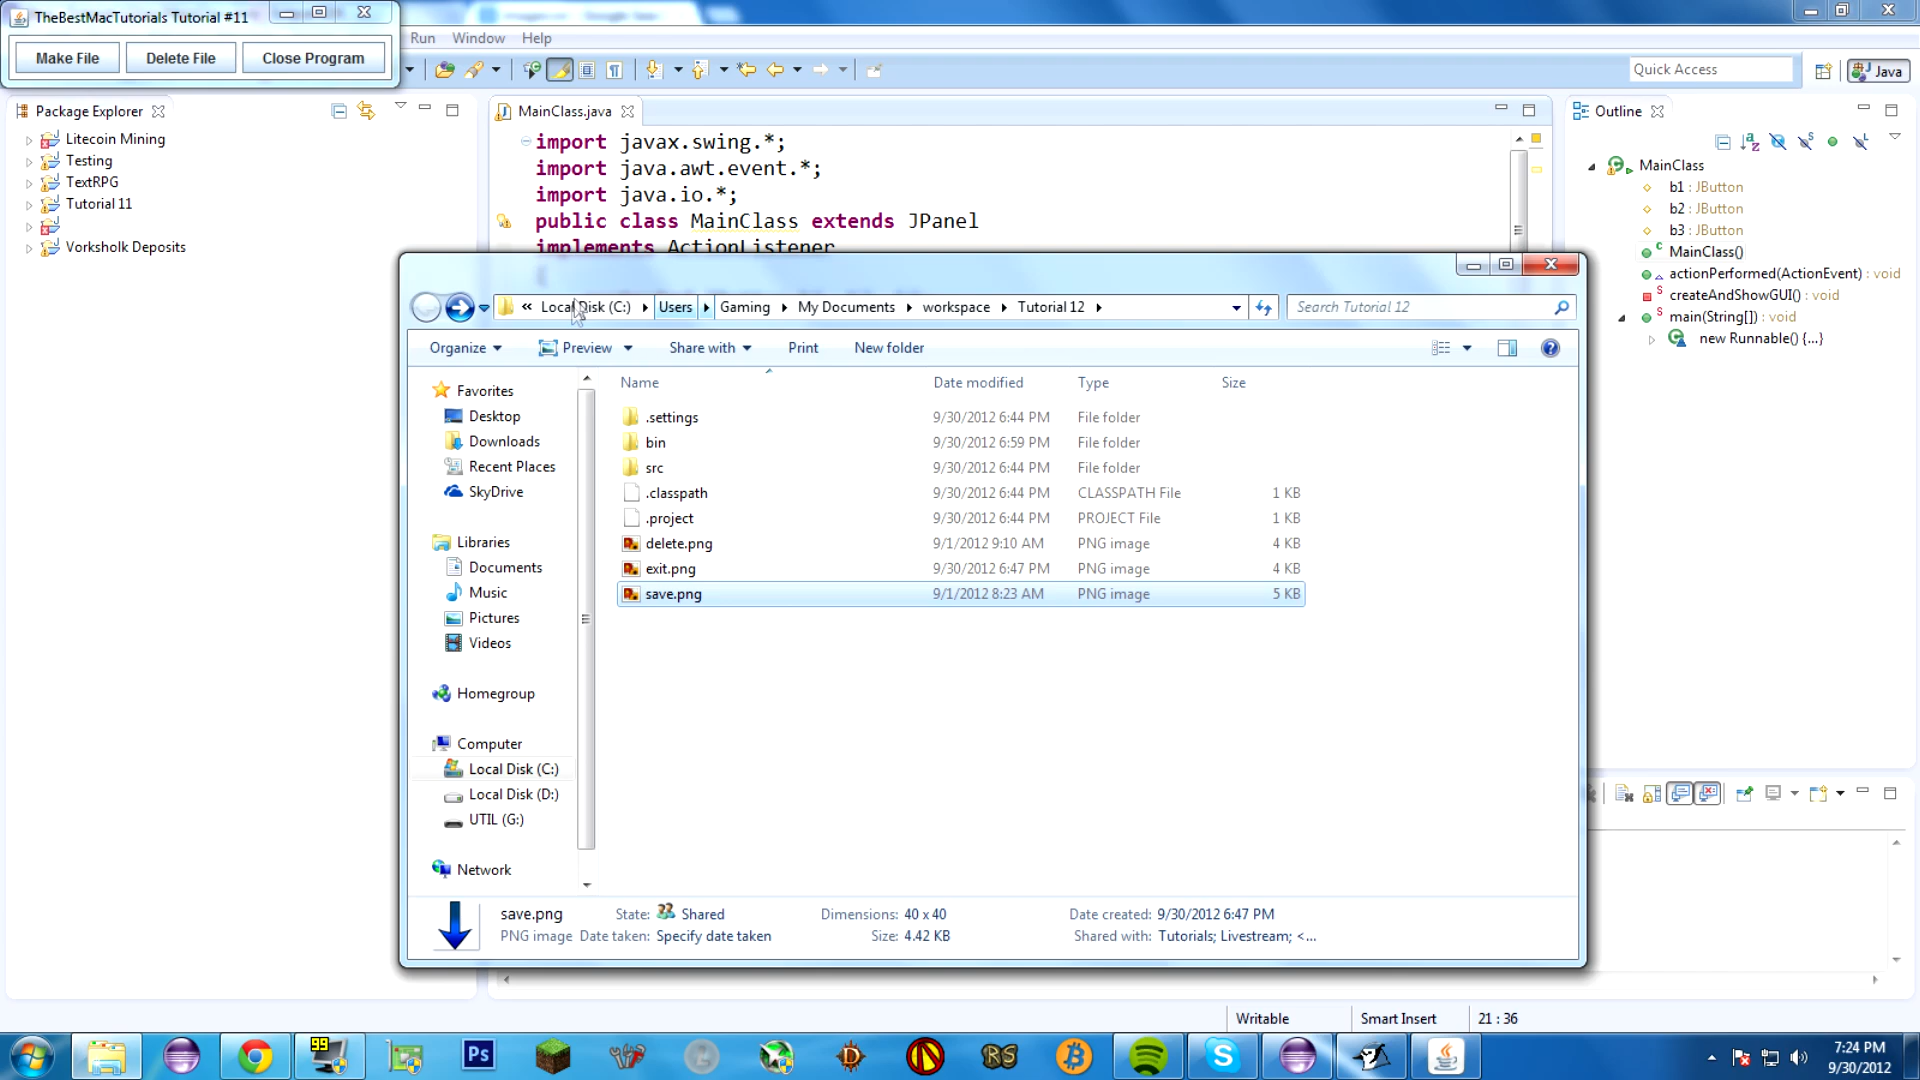 TheBestMacTutorials Tutorial #11
Make File Delete File Close Program
Run Window Help
Quick Access
Java
Package Explorer
Litecoin Mining
Testing
TextRPG
Tutorial 11
Vorksholk Deposits
MainClass.java
import javax.swing.*;
import java.awt.event.*;
import java.io.*;
public class MainClass extends JPanel
implements ActionListener
{
Outline
MainClass
b1 : JButton
b2 : JButton
b3 : JButton
MainClass()
actionPerformed(ActionEvent) : void
createAndShowGUI() : void
main(String[]) : void
new Runnable() {...}
« Local Disk (C:) Users Gaming My Documents workspace Tutorial 12
Search Tutorial 12
Organize Preview Share with Print New folder
Favorites
Desktop
Downloads
Recent Places
SkyDrive
Libraries
Documents
Music
Pictures
Videos
Homegroup
Computer
Local Disk (C:)
Local Disk (D:)
UTIL (G:)
Network
Name Date modified Type Size
.settings 9/30/2012 6:44 PM File folder
bin 9/30/2012 6:59 PM File folder
src 9/30/2012 6:44 PM File folder
.classpath 9/30/2012 6:44 PM CLASSPATH File 1 KB
.project 9/30/2012 6:44 PM PROJECT File 1 KB
delete.png 9/1/2012 9:10 AM PNG image 4 KB
exit.png 9/30/2012 6:47 PM PNG image 4 KB
save.png 9/1/2012 8:23 AM PNG image 5 KB
save.png State: Shared Dimensions: 40 x 40 Date created: 9/30/2012 6:47 PM
PNG image Date taken: Specify date taken Size: 4.42 KB Shared with: Tutorials; Livestream; <...
Writable Smart Insert 21 : 36
99
Ps
RS
7:24 PM
9/30/2012